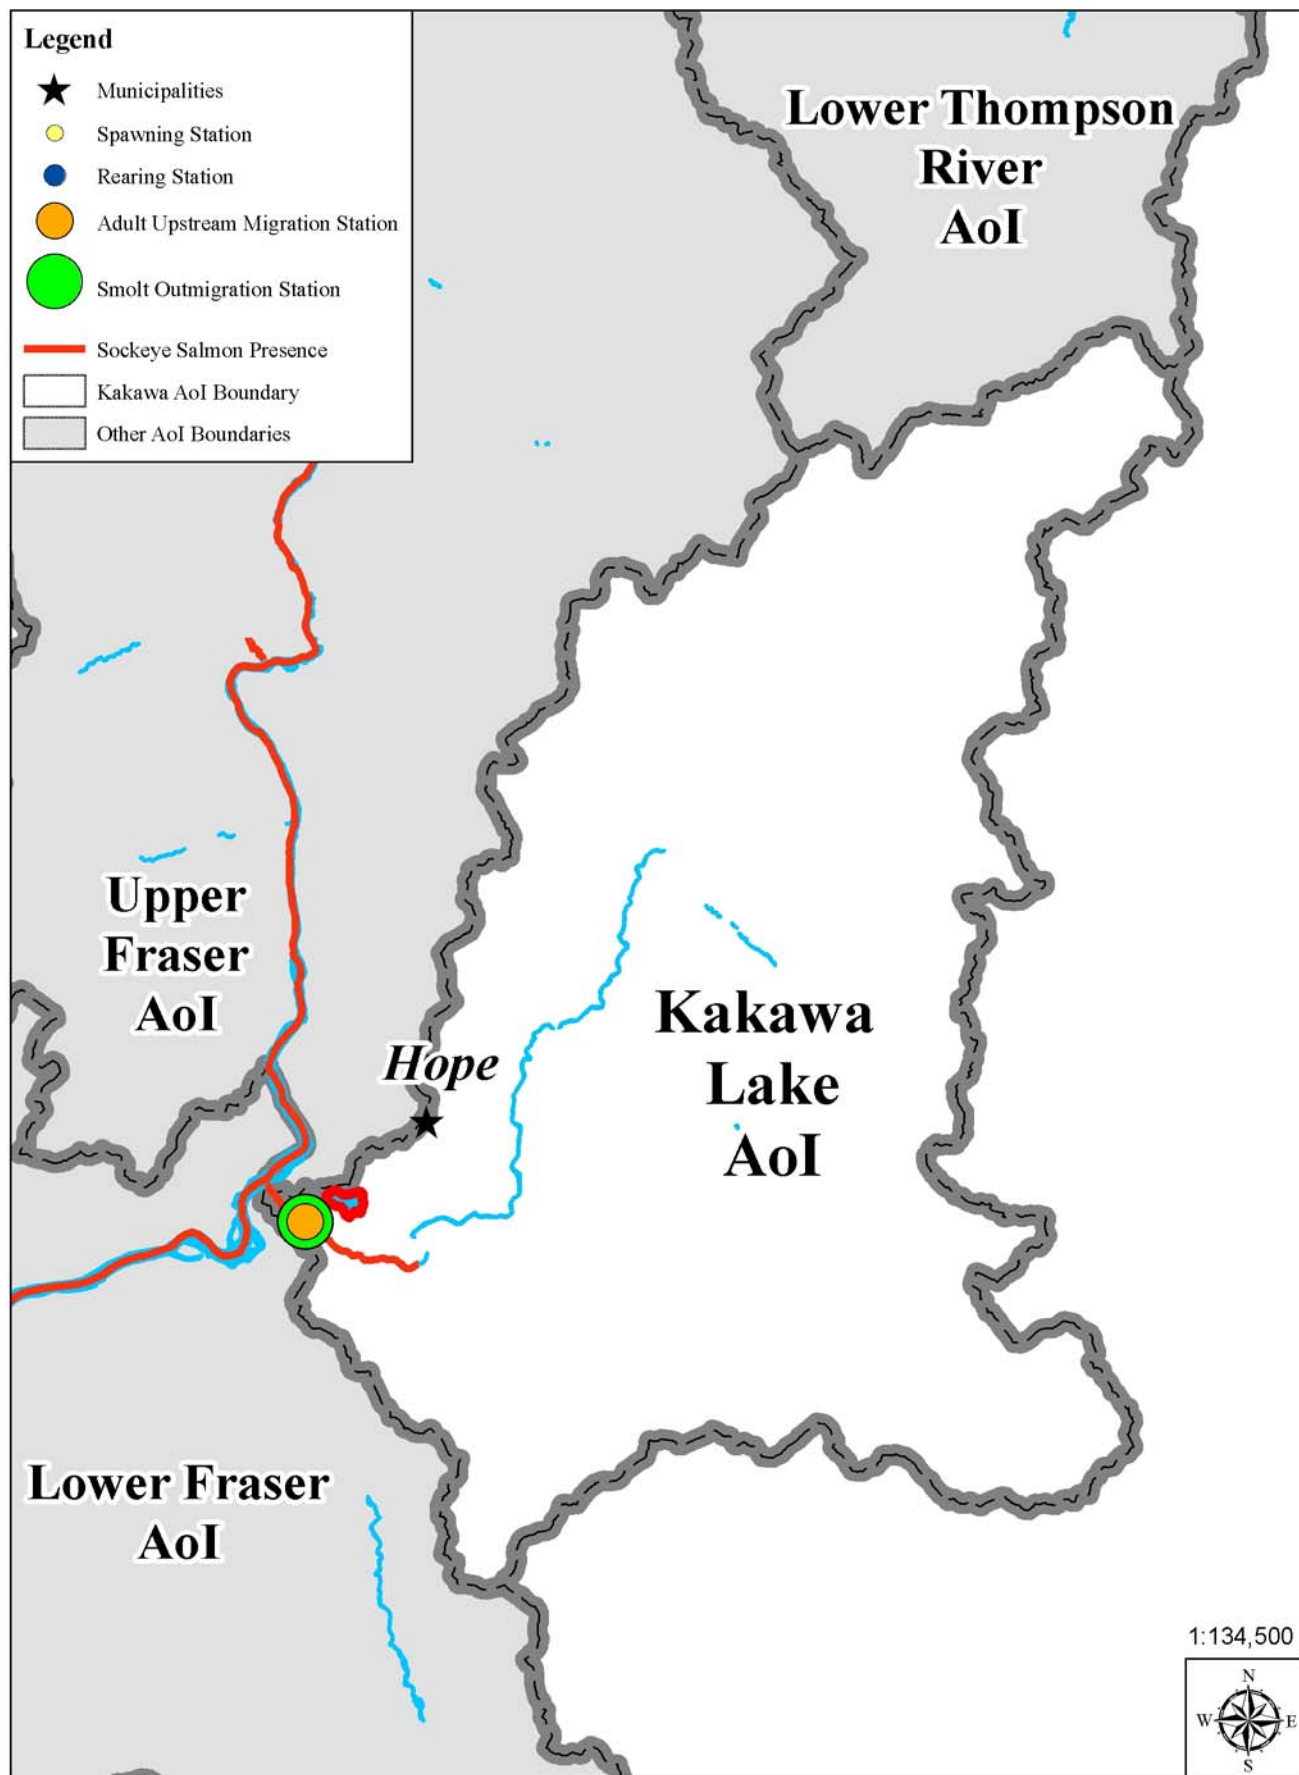 Legend
Municipalities
Spawning Station
Rearing Station
Adult Upstream Migration Station
Smolt Outmigration Station
Sockeye Salmon Presence
Kakawa AoI Boundary
Other AoI Boundaries
Lower Thompson
River
AoI
Upper
Fraser
AoI
Hope
Kakawa
Lake
AoI
Lower Fraser
AoI
1:134,500
N
W
E
S